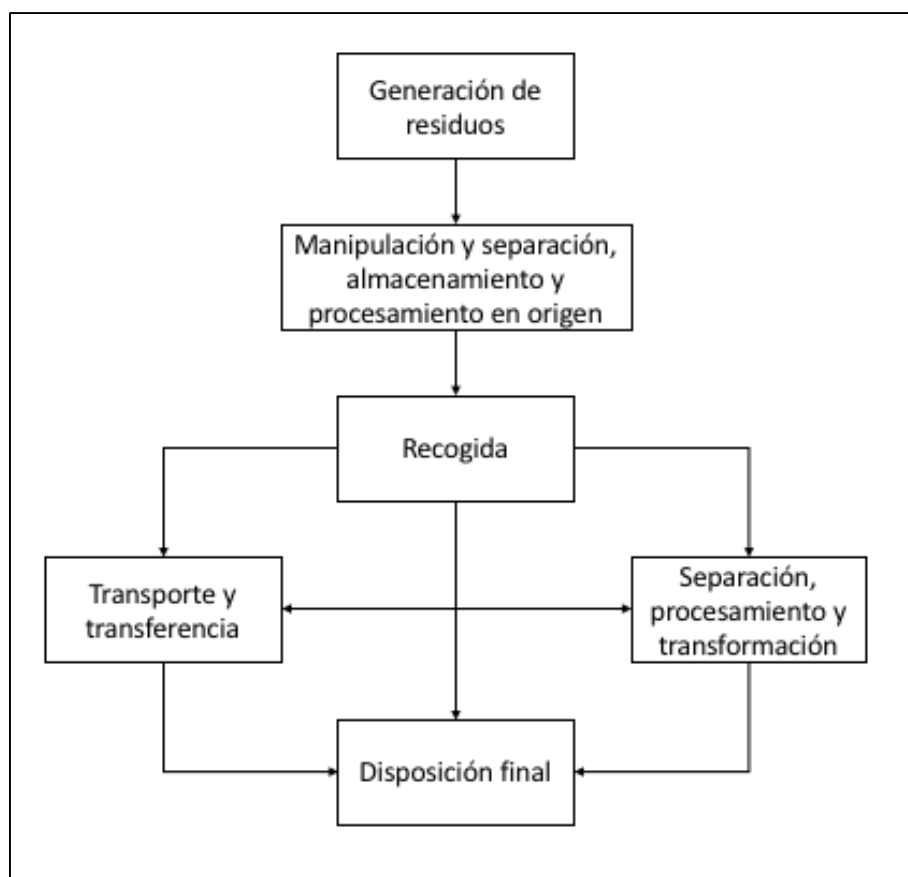 Generación de
residuos
Manipulación y separación,
almacenamiento y
procesamiento en origen
Recogida
Transporte y
transferencia
Separación,
procesamiento y
transformación
Disposición final